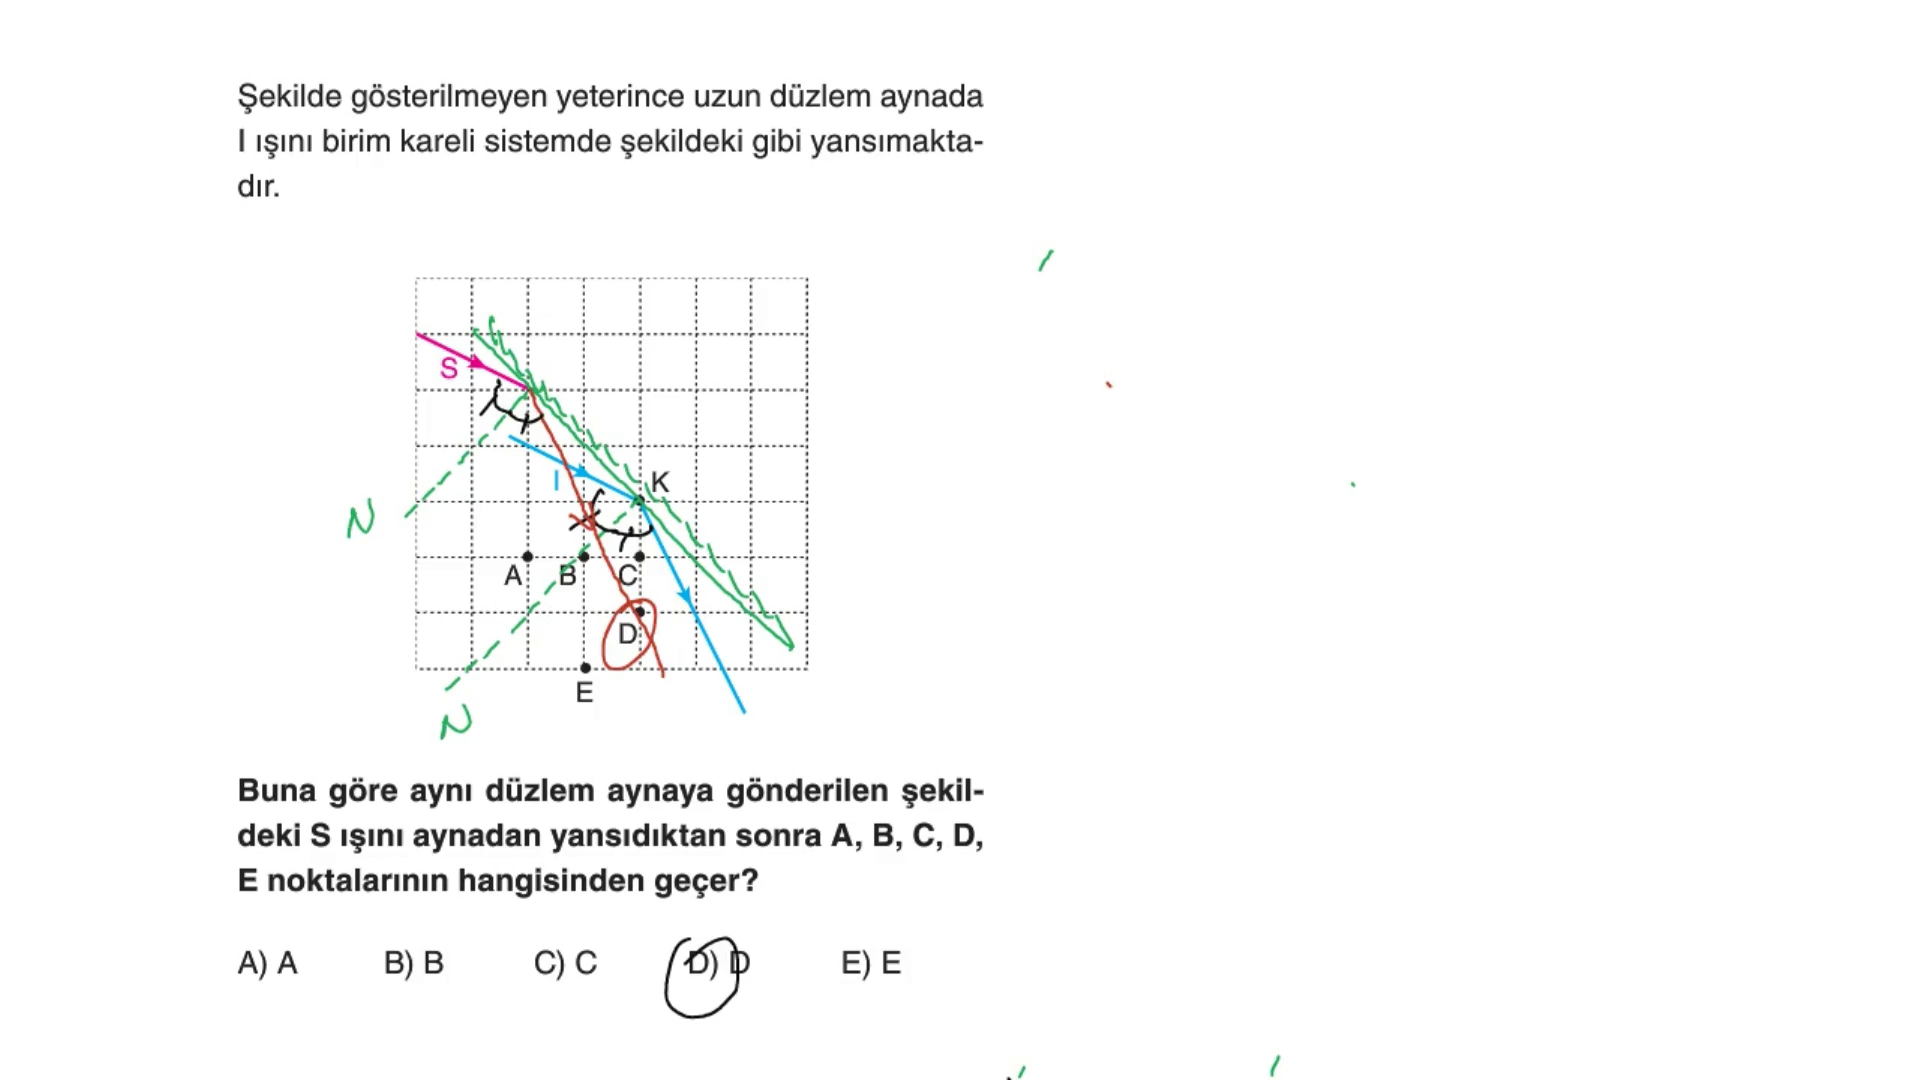 Şekilde gösterilmeyen yeterince uzun düzlem aynada
I ışını birim kareli sistemde şekildeki gibi yansımakta-
dır.
S
I
K
N
A
B
C
D
E
N
Buna göre aynı düzlem aynaya gönderilen şekil-
deki S ışını aynadan yansıdıktan sonra A, B, C, D,
E noktalarının hangisinden geçer?
A) A B) B C) C D) D E) E